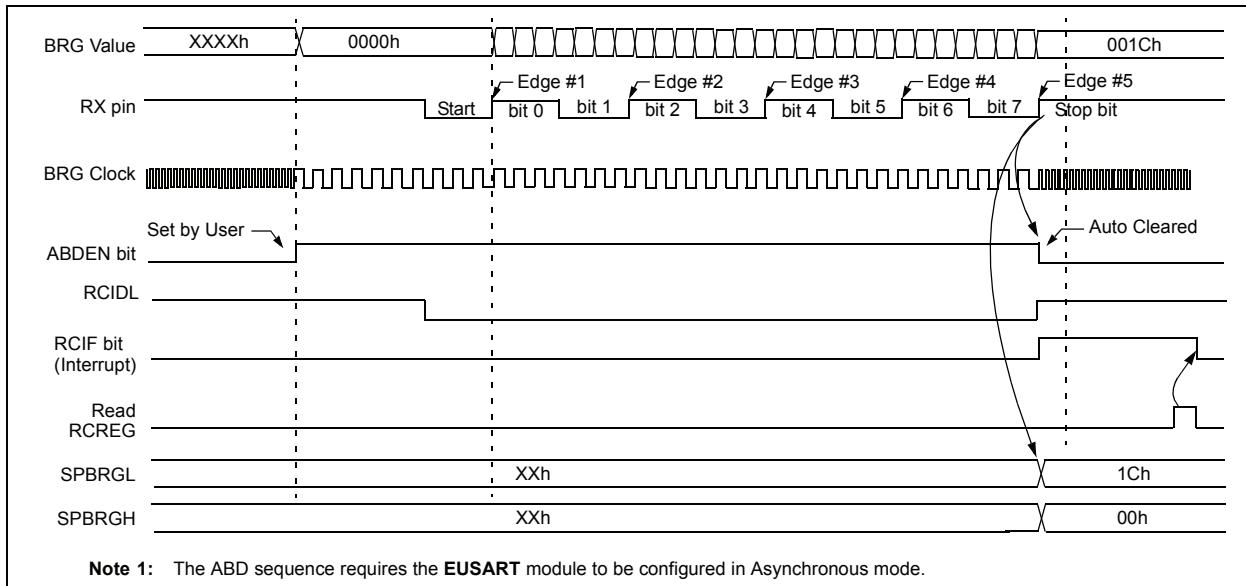 BRG Value XXXXh 0000h 001Ch
Edge #1 Edge #2 Edge #3 Edge #4 Edge #5
RX pin Start bit 0 bit 1 bit 2 bit 3 bit 4 bit 5 bit 6 bit 7 Stop bit
BRG Clock
Set by User Auto Cleared
ABDEN bit
RCIDL
RCIF bit
(Interrupt)
Read
RCREG
SPBRGL XXh 1Ch
SPBRGH XXh 00h
Note 1: The ABD sequence requires the EUSART module to be configured in Asynchronous mode.